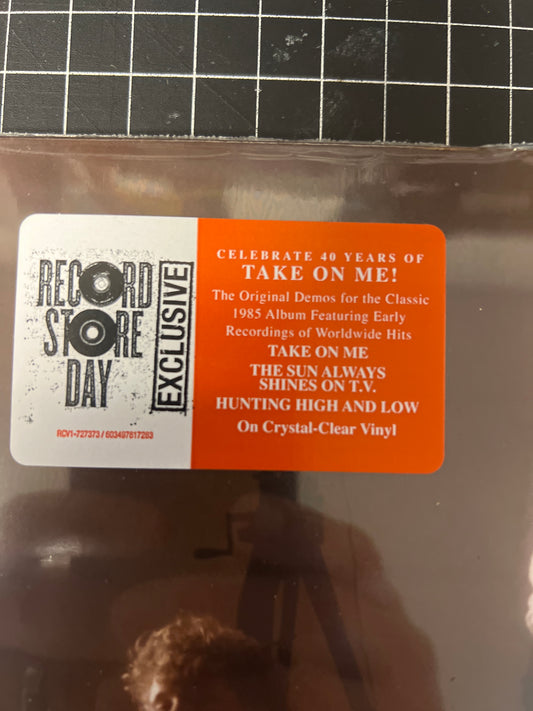 RECORD
STORE
DAY
EXCLUSIVE
RCV1-727373 / 603497817283
CELEBRATE 40 YEARS OF
TAKE ON ME!
The Original Demos for the Classic
1985 Album Featuring Early
Recordings of Worldwide Hits
TAKE ON ME
THE SUN ALWAYS
SHINES ON T.V.
HUNTING HIGH AND LOW
On Crystal-Clear Vinyl